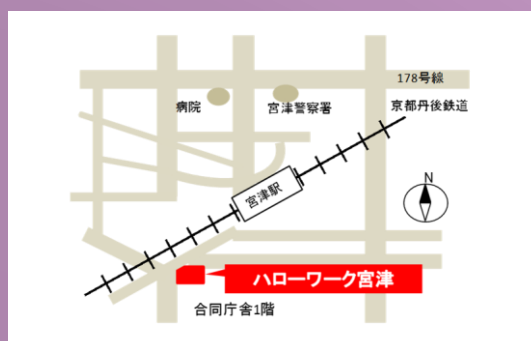 178号線
病院
宮津警察署
京都丹後鉄道
宮津駅
N
ハローワーク宮津
合同庁舎1階